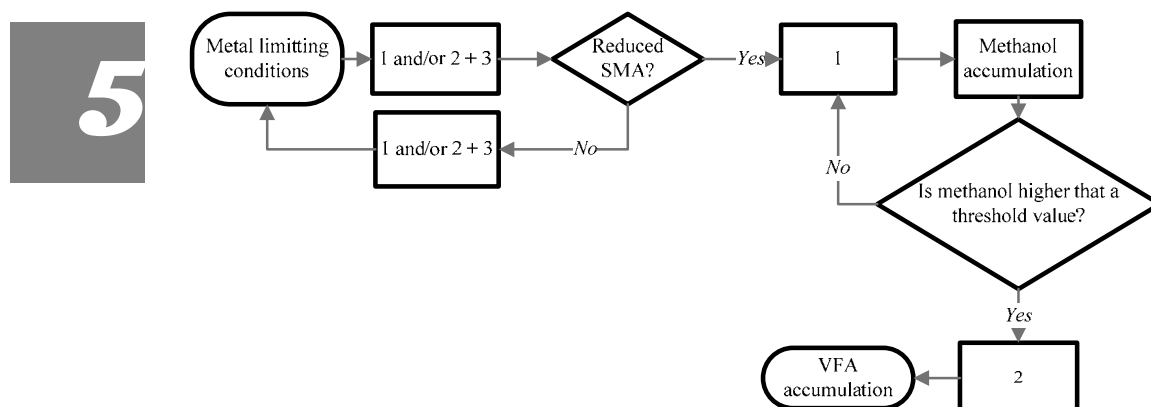 5
Metal limitting
conditions
1 and/or 2 + 3
Reduced
SMA?
Yes
1
Methanol
accumulation
1 and/or 2 + 3
No
No
Is methanol higher that a
threshold value?
Yes
2
VFA
accumulation